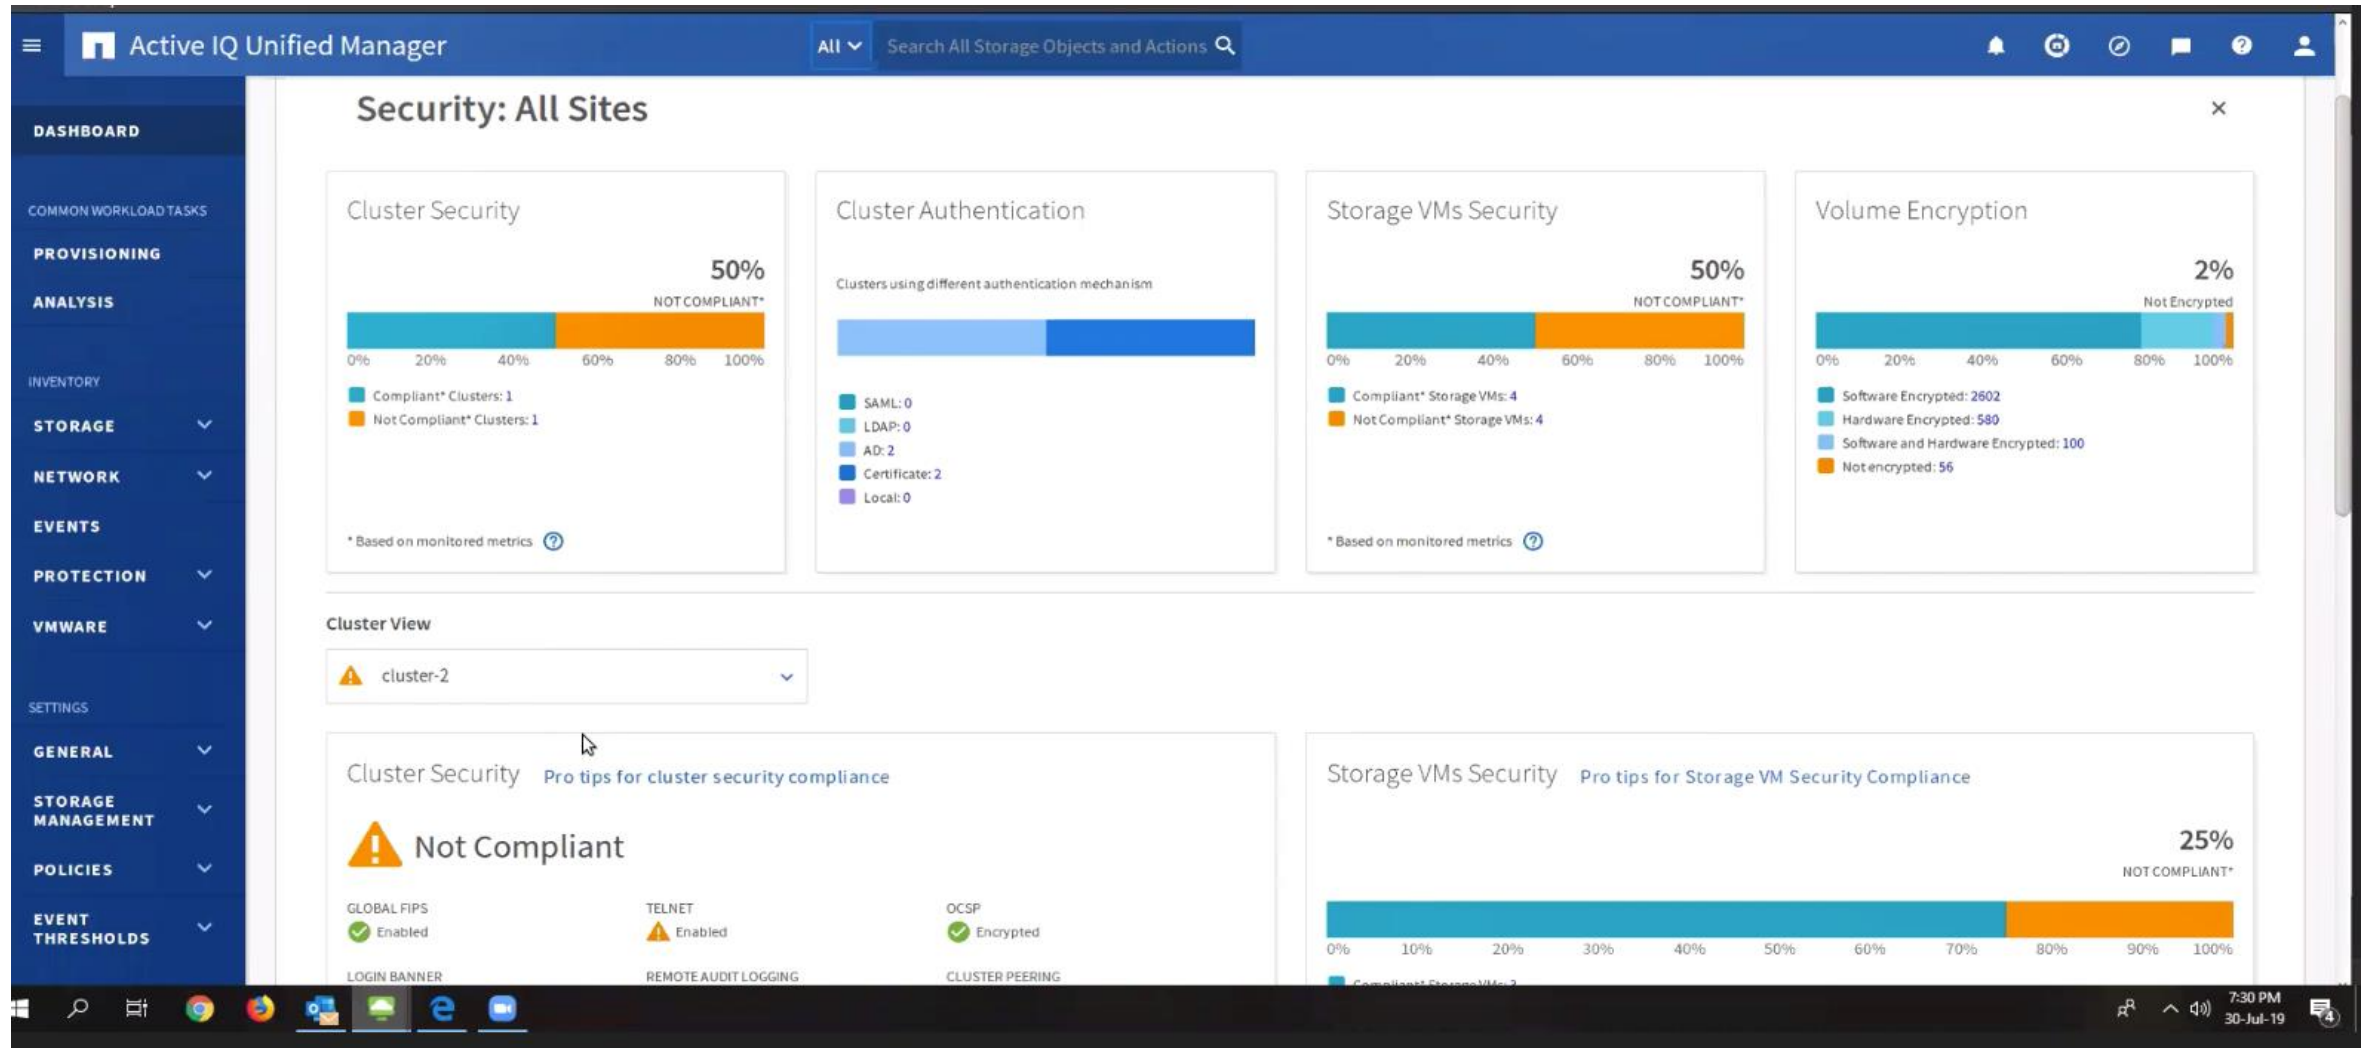 Active IQ Unified Manager
All
Search All Storage Objects and Actions
DASHBOARD
COMMON WORKLOAD TASKS
PROVISIONING
ANALYSIS
INVENTORY
STORAGE
NETWORK
EVENTS
PROTECTION
VMWARE
SETTINGS
GENERAL
STORAGE
MANAGEMENT
POLICIES
EVENT
THRESHOLDS
Security: All Sites
Cluster Security
50%
NOT COMPLIANT*
0% 20% 40% 60% 80% 100%
Compliant* Clusters: 1
Not Compliant* Clusters: 1
* Based on monitored metrics
Cluster Authentication
Clusters using different authentication mechanism
SAML: 0
LDAP: 0
AD: 2
Certificate: 2
Local: 0
Storage VMs Security
50%
NOT COMPLIANT*
0% 20% 40% 60% 80% 100%
Compliant* Storage VMs: 4
Not Compliant* Storage VMs: 4
* Based on monitored metrics
Volume Encryption
2%
Not Encrypted
0% 20% 40% 60% 80% 100%
Software Encrypted: 2602
Hardware Encrypted: 580
Software and Hardware Encrypted: 100
Not encrypted: 56
Cluster View
cluster-2
Cluster Security Pro tips for cluster security compliance
Not Compliant
GLOBAL FIPS
Enabled
TELNET
Enabled
OCSP
Encrypted
LOGIN BANNER
REMOTE AUDIT LOGGING
CLUSTER PEERING
Storage VMs Security Pro tips for Storage VM Security Compliance
25%
NOT COMPLIANT*
0% 10% 20% 30% 40% 50% 60% 70% 80% 90% 100%
Compliant* Storage VMs: 3
7:30 PM
30-Jul-19
4